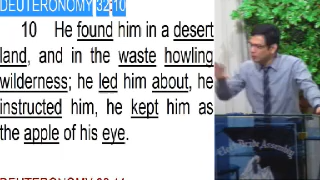 DEUTERONOMY 32:10
10 He found him in a desert
land, and in the waste howling
wilderness; he led him about, he
instructed him, he kept him as
the apple of his eye.